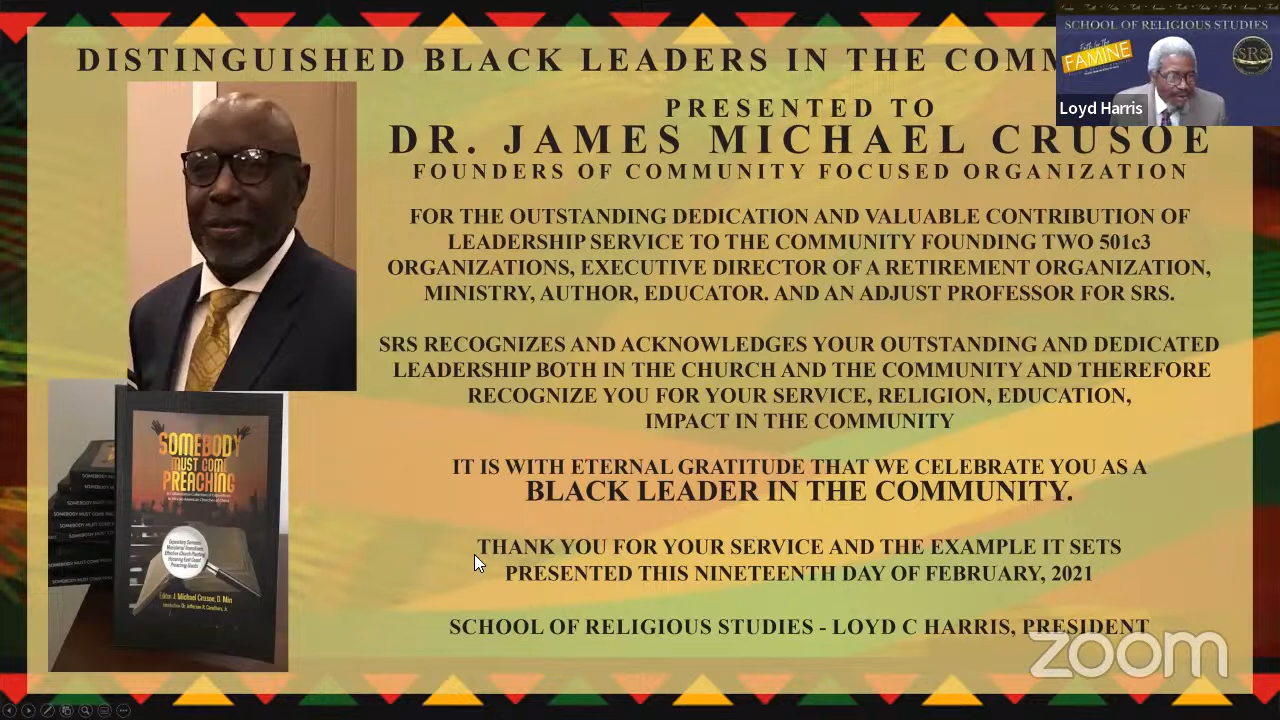 SCHOOL OF RELIGIOUS STUDIES
DISTINGUISHED BLACK LEADERS IN THE COMM
FAMINE
SRS
Loyd Harris
PRESENTED TO
DR. JAMES MICHAEL CRUSOE
FOUNDERS OF COMMUNITY FOCUSED ORGANIZATION
FOR THE OUTSTANDING DEDICATION AND VALUABLE CONTRIBUTION OF
LEADERSHIP SERVICE TO THE COMMUNITY FOUNDING TWO 501c3
ORGANIZATIONS, EXECUTIVE DIRECTOR OF A RETIREMENT ORGANIZATION,
MINISTRY, AUTHOR, EDUCATOR. AND AN ADJUST PROFESSOR FOR SRS.
SRS RECOGNIZES AND ACKNOWLEDGES YOUR OUTSTANDING AND DEDICATED
LEADERSHIP BOTH IN THE CHURCH AND THE COMMUNITY AND THEREFORE
RECOGNIZE YOU FOR YOUR SERVICE, RELIGION, EDUCATION,
IMPACT IN THE COMMUNITY
IT IS WITH ETERNAL GRATITUDE THAT WE CELEBRATE YOU AS A
BLACK LEADER IN THE COMMUNITY.
THANK YOU FOR YOUR SERVICE AND THE EXAMPLE IT SETS
PRESENTED THIS NINETEENTH DAY OF FEBRUARY, 2021
SCHOOL OF RELIGIOUS STUDIES - LOYD C HARRIS, PRESIDENT
SOMEBODY
MUST COME
PREACHING
Editor: J. Michael Crusoe, D. Min
zoom